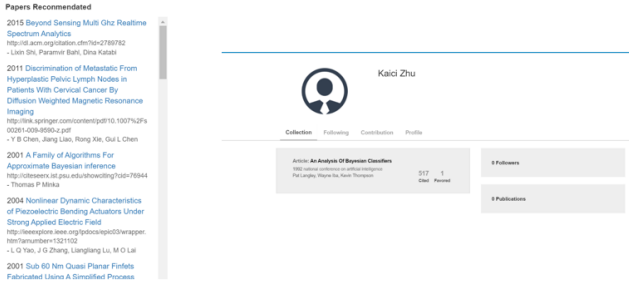 Papers Recommendated
2015 Beyond Sensing Multi Ghz Realtime
Spectrum Analytics
http://dl.acm.org/citation.cfm?id=2789782
- Lixin Shi, Paramvir Bahl, Dina Katabi
2011 Discrimination of Metastatic From
Hyperplastic Pelvic Lymph Nodes in
Patients With Cervical Cancer By
Diffusion Weighted Magnetic Resonance
Imaging
http://link.springer.com/content/pdf/10.1007%2Fs
00261-009-9590-z.pdf
- Y B Chen, Jiang Liao, Rong Xie, Gui L Chen
2001 A Family of Algorithms For
Approximate Bayesian inference
http://citeseerx.ist.psu.edu/showciting?cid=76944
- Thomas P Minka
2004 Nonlinear Dynamic Characteristics
of Piezoelectric Bending Actuators Under
Strong Applied Electric Field
http://ieeexplore.ieee.org/tpdocs/epic03/wrapper.
htm?arnumber=1321102
- L Q Yao, J G Zhang, Liangliang Lu, M O Lai
2001 Sub 60 Nm Quasi Planar Finfets
Fabricated Using A Simplified Process
Kaici Zhu
Collection Following Contribution Profile
Article: An Analysis Of Bayesian Classifiers
1992 national conference on artificial intelligence
Pat Langley, Wayne Iba, Kevin Thompson
517 1
Cited Favored
0 Followers
0 Publications